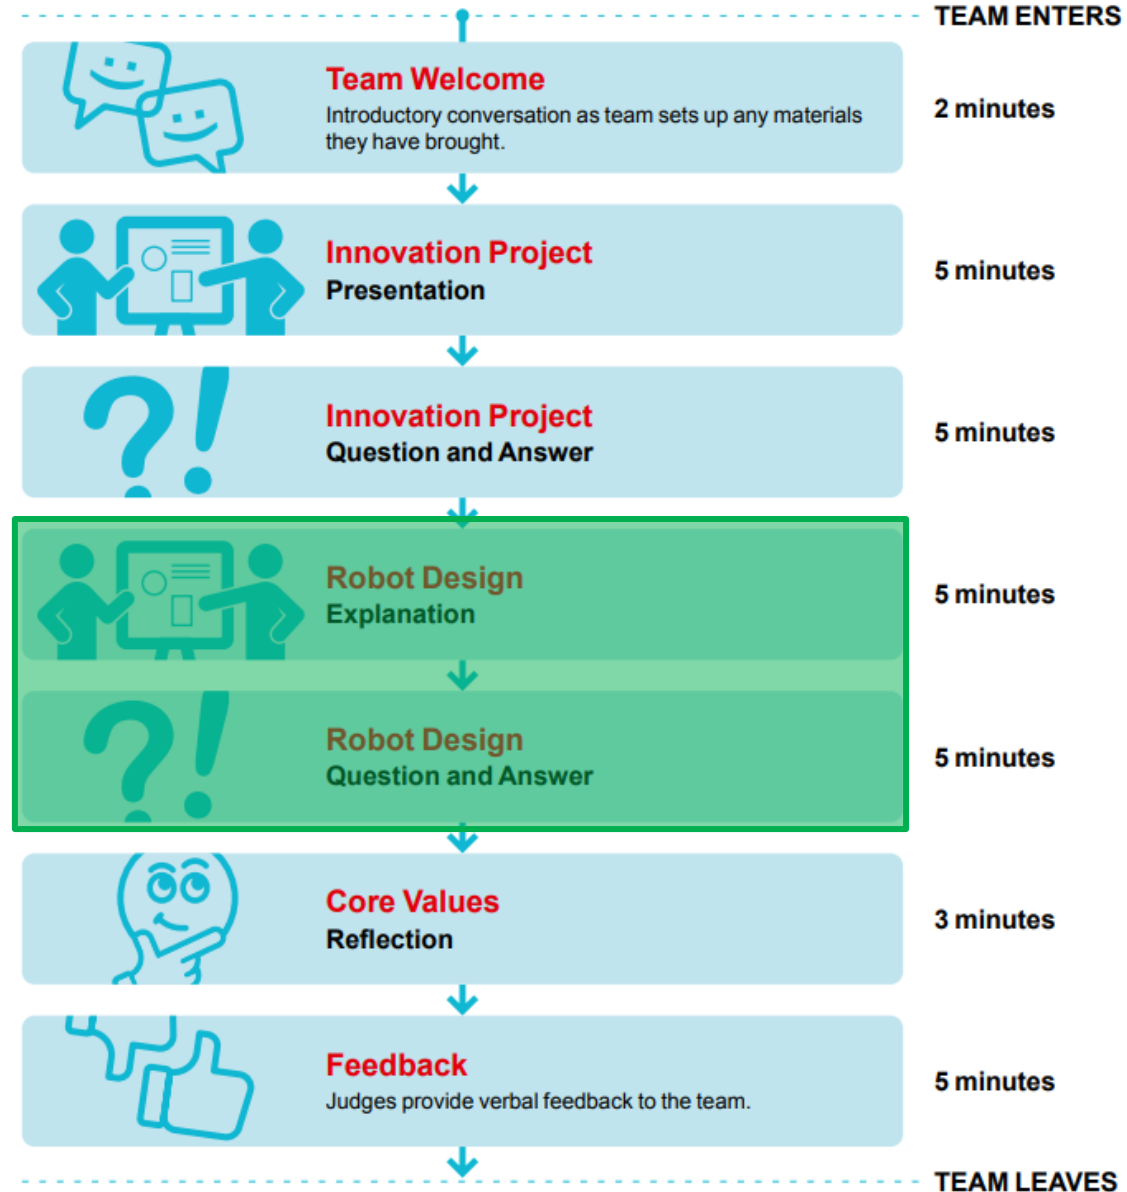 TEAM ENTERS
Team Welcome
Introductory conversation as team sets up any materials
they have brought.
2 minutes
Innovation Project
Presentation
5 minutes
Innovation Project
Question and Answer
5 minutes
Robot Design
Explanation
5 minutes
Robot Design
Question and Answer
5 minutes
Core Values
Reflection
3 minutes
Feedback
Judges provide verbal feedback to the team.
5 minutes
TEAM LEAVES